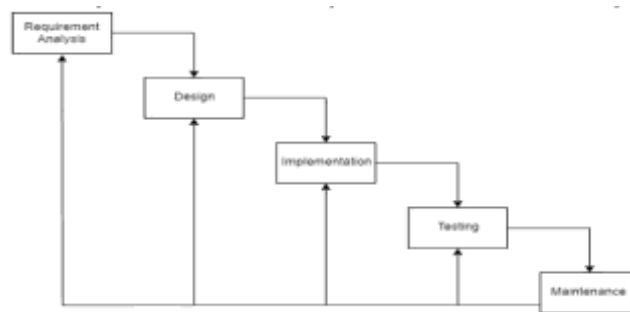 Requirement
Analysis
Design
Implementation
Testing
Maintenance